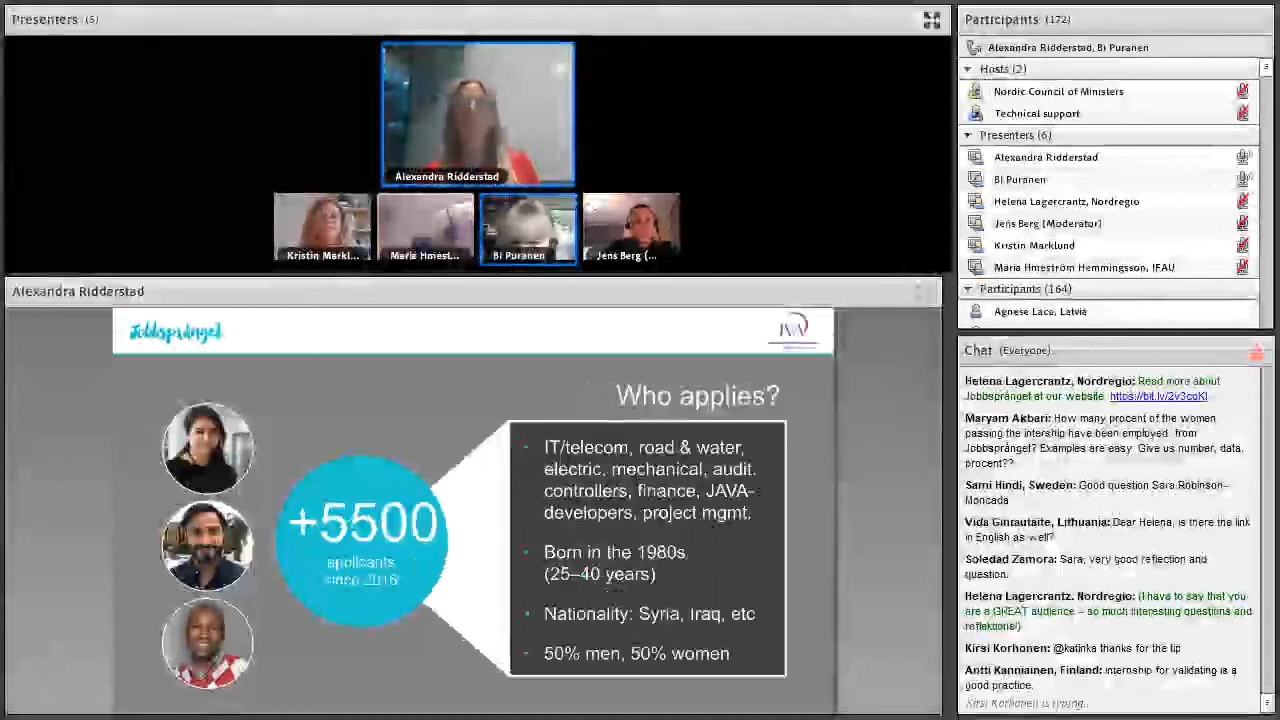 Presenters (5)
Alexandra Ridderstad
Kristin Markl...
Maria Hmest...
Bi Puranen
Jens Berg (...
Alexandra Ridderstad
Jobbsprånget
IVA
Who applies?
+5500
applicants
since 2016
• IT/telecom, road & water,
electric, mechanical, audit.
controllers, finance, JAVA-
developers, project mgmt.
• Born in the 1980s
(25–40 years)
• Nationality: Syria, Iraq, etc
• 50% men, 50% women
Participants (172)
Alexandra Ridderstad, Bi Puranen
Hosts (2)
Nordic Council of Ministers
Technical support
Presenters (6)
Alexandra Ridderstad
Bi Puranen
Helena Lagercrantz, Nordregio
Jens Berg (Moderator)
Kristin Marklund
Maria Hmeström Hemmingsson, IFAU
Participants (164)
Agnese Lace, Latvia
Chat (Everyone)
Helena Lagercrantz, Nordregio: Read more about
Jobbsprånget at our website
Maryam Akbari: How many procent of the women
passing the intership have been employed from
Jobbsprånget? Examples are easy. Give us number, data,
procent??
Sami Hindi, Sweden: Good question Sara Robinson-
Moncada
Vida Ginautaite, Lithuania: Dear Helena, is there the link
in English as well?
Soledad Zamora: Sara, very good reflection and
question.
Helena Lagercrantz, Nordregio: (I have to say that you
are a GREAT audience - so much interesting questions and
reflektions!)
Kirsi Korhonen: @katinka thanks for the tip
Antti Kanniainen, Finland: internship for validating is a
good practice.
Kirsi Korhonen is typing...